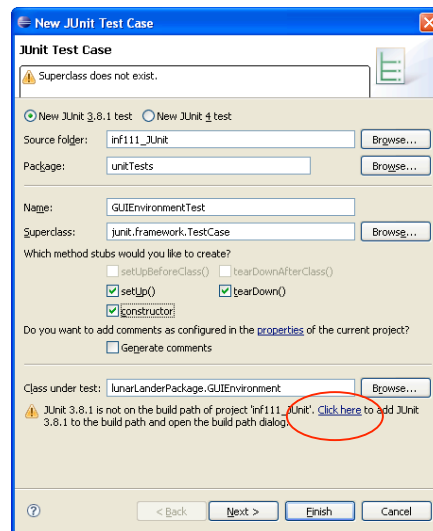 New JUnit Test Case
JUnit Test Case
Superclass does not exist.
New JUnit 3.8.1 test New JUnit 4 test
Source folder: inf111_JUnit Browse...
Package: unitTests Browse...
Name: GUIEnvironmentTest
Superclass: junit.framework.TestCase Browse...
Which method stubs would you like to create?
setUpBeforeClass() tearDownAfterClass()
setUp() tearDown()
constructor
Do you want to add comments as configured in the properties of the current project?
Generate comments
Class under test: lunarLanderPackage.GUIEnvironment Browse...
JUnit 3.8.1 is not on the build path of project 'inf111_JUnit'. Click here to add JUnit
3.8.1 to the build path and open the build path dialog.
? < Back Next > Finish Cancel